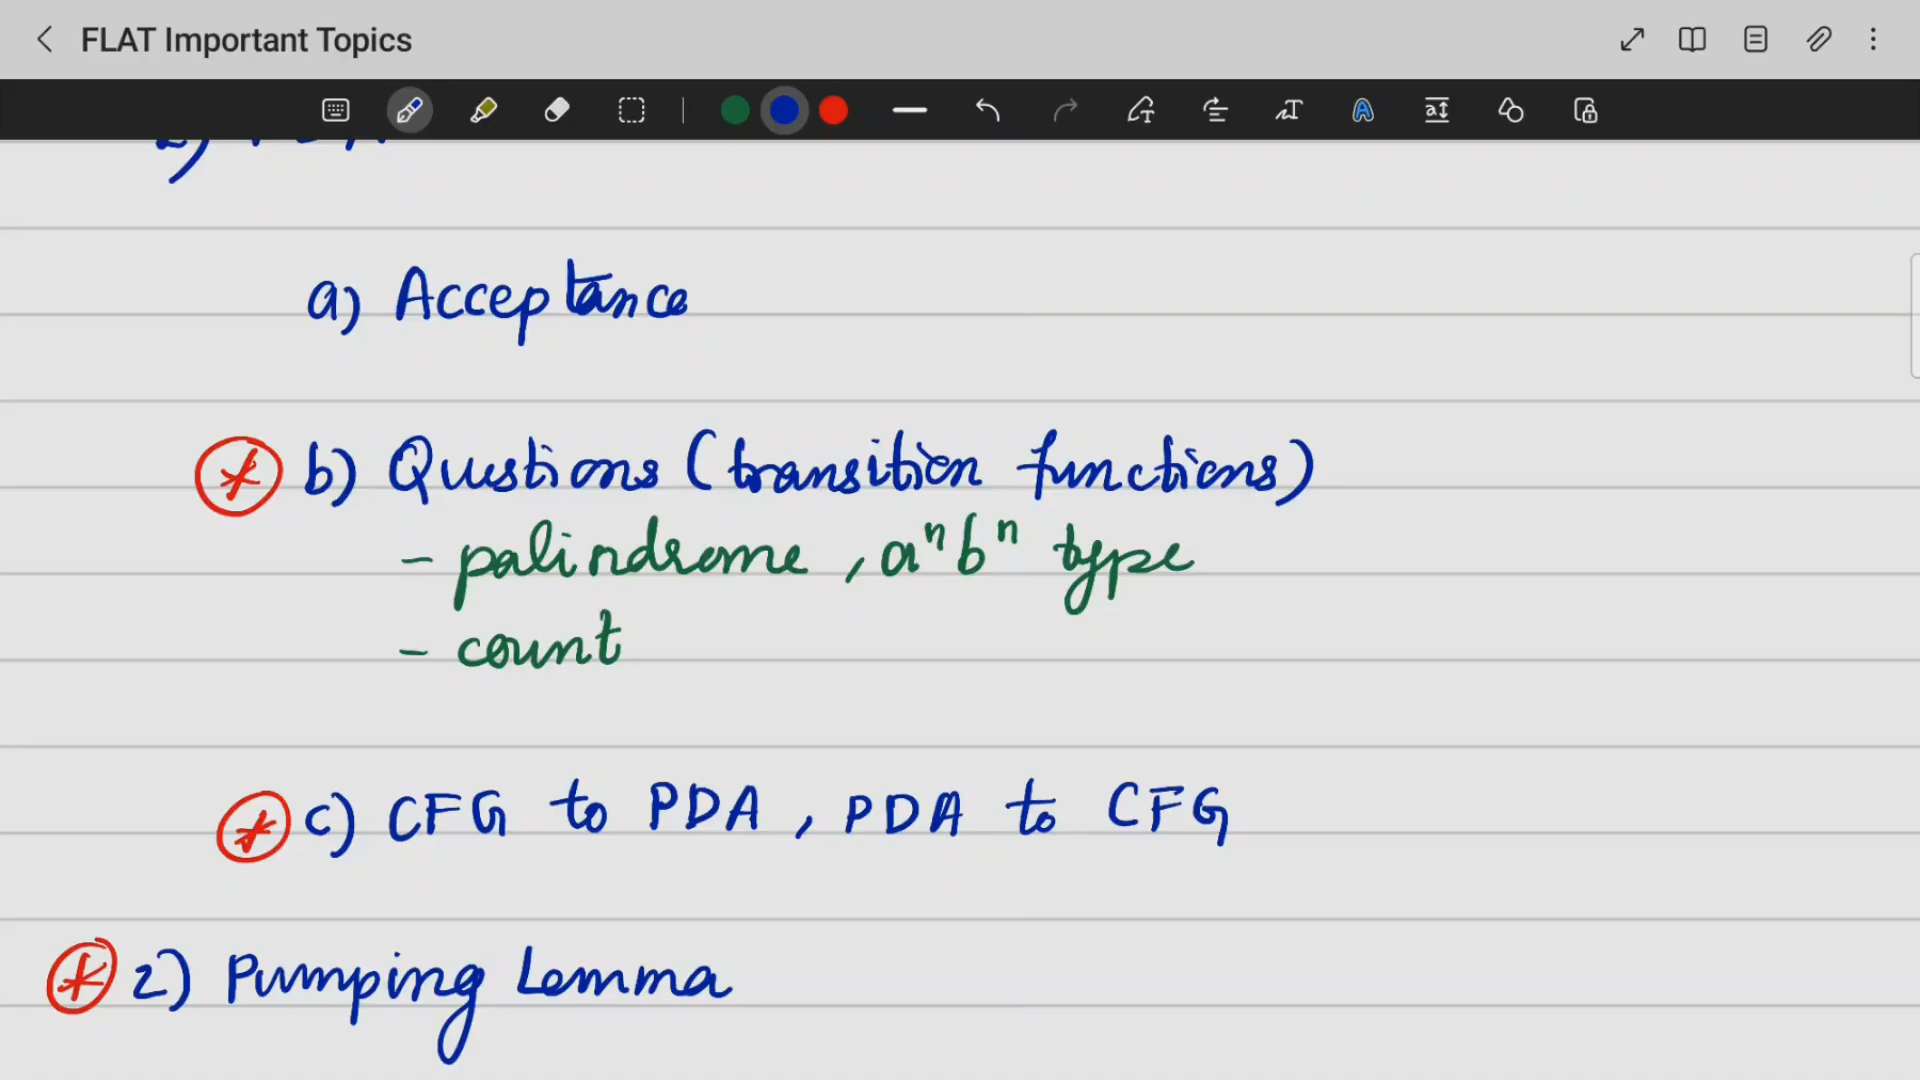 FLAT Important Topics
a) Acceptance
b) Questions (transition functions)
- palindrome, aⁿbⁿ type
- count
c) CFG to PDA, PDA to CFG
2) Pumping Lemma